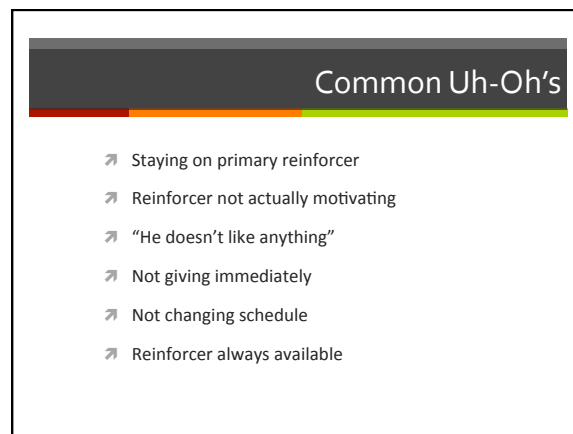 Common Uh-Oh's
Staying on primary reinforcer
Reinforcer not actually motivating
“He doesn’t like anything”
Not giving immediately
Not changing schedule
Reinforcer always available